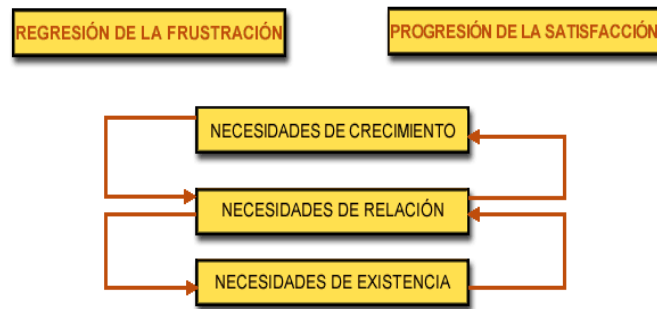 REGRESIÓN DE LA FRUSTRACIÓN
PROGRESIÓN DE LA SATISFACCIÓN
NECESIDADES DE CRECIMIENTO
NECESIDADES DE RELACIÓN
NECESIDADES DE EXISTENCIA